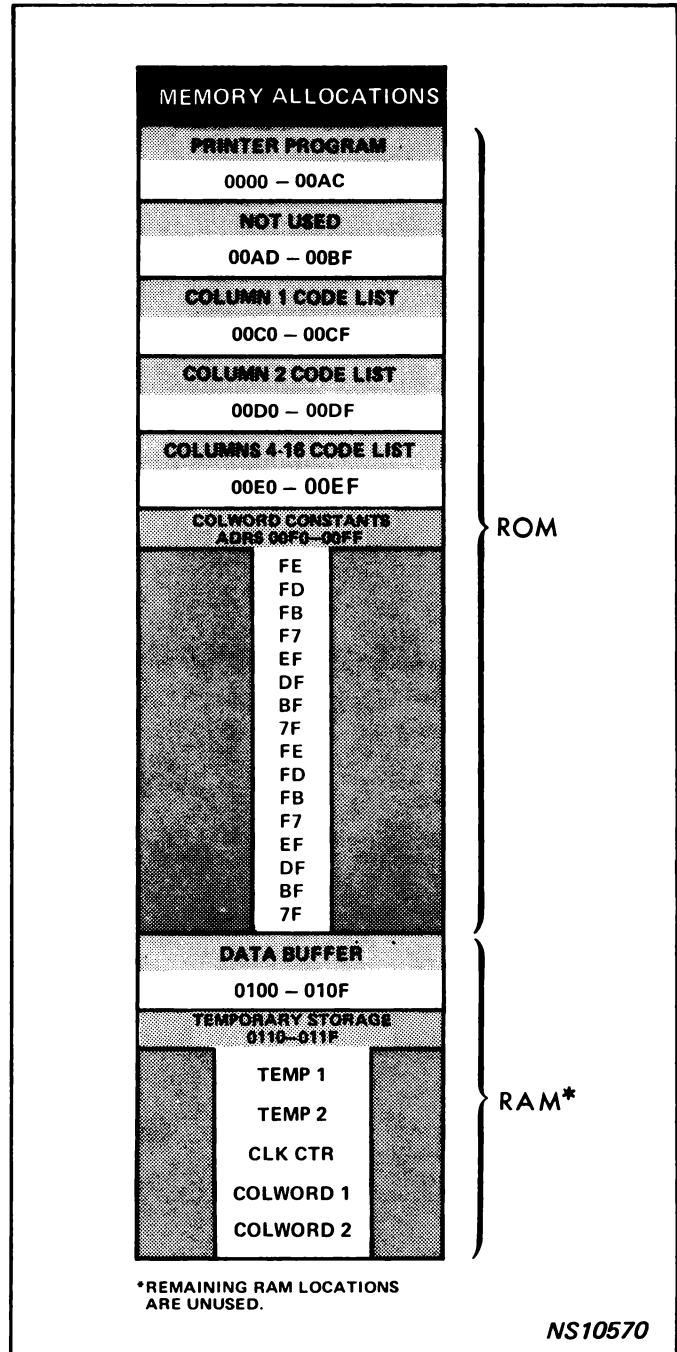 MEMORY ALLOCATIONS
PRINTER PROGRAM
0000 – 00AC
NOT USED
00AD – 00BF
COLUMN 1 CODE LIST
00C0 – 00CF
COLUMN 2 CODE LIST
00D0 – 00DF
COLUMNS 4-16 CODE LIST
00E0 – 00EF
COLWORD CONSTANTS
ADRS 00F0–00FF
FE
FD
FB
F7
EF
DF
BF
7F
FE
FD
FB
F7
EF
DF
BF
7F
ROM
DATA BUFFER
0100 – 010F
TEMPORARY STORAGE
0110–011F
TEMP 1
TEMP 2
CLK CTR
COLWORD 1
COLWORD 2
RAM*
*REMAINING RAM LOCATIONS
ARE UNUSED.
NS10570